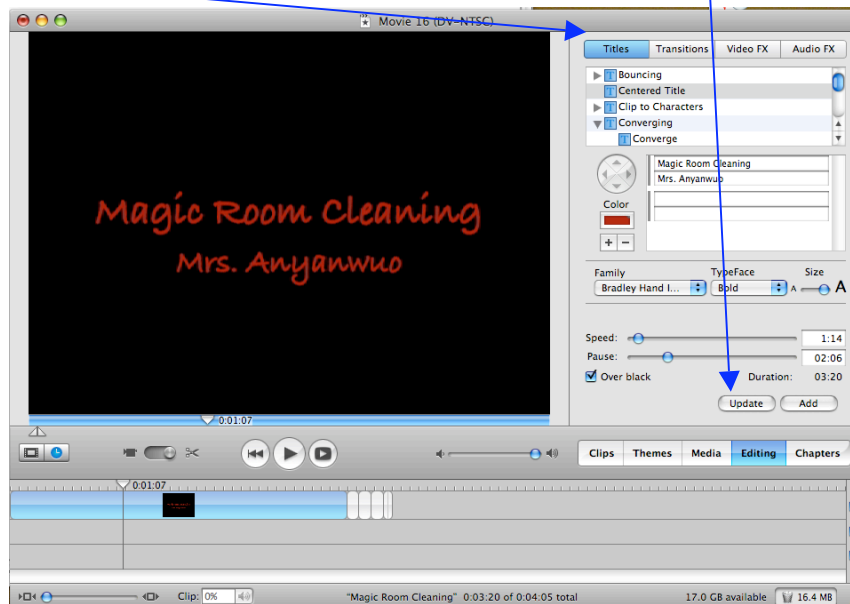 Movie 16 (DV-NTSC)
Titles Transitions Video FX Audio FX
Bouncing
Centered Title
Clip to Characters
Converging
Converge
Magic Room Cleaning
Mrs. Anyanwuo
Color
+ -
Family TypeFace Size
Bradley Hand I... Bold A A
Speed: 1:14
Pause: 02:06
Over black Duration: 03:20
Update Add
Magic Room Cleaning
Mrs. Anyanwuo
0:01:07
Clips Themes Media Editing Chapters
0:01:07
Clip: 0% "Magic Room Cleaning" 0:03:20 of 0:04:05 total 17.0 GB available 16.4 MB